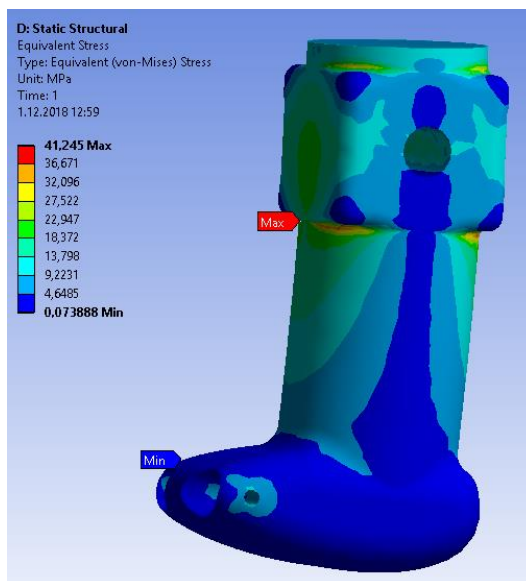 D: Static Structural
Equivalent Stress
Type: Equivalent (von-Mises) Stress
Unit: MPa
Time: 1
1.12.2018 12:59
41,245 Max
36,671
32,096
27,522
22,947
18,372
13,798
9,2231
4,6485
0,073888 Min
Max
Min